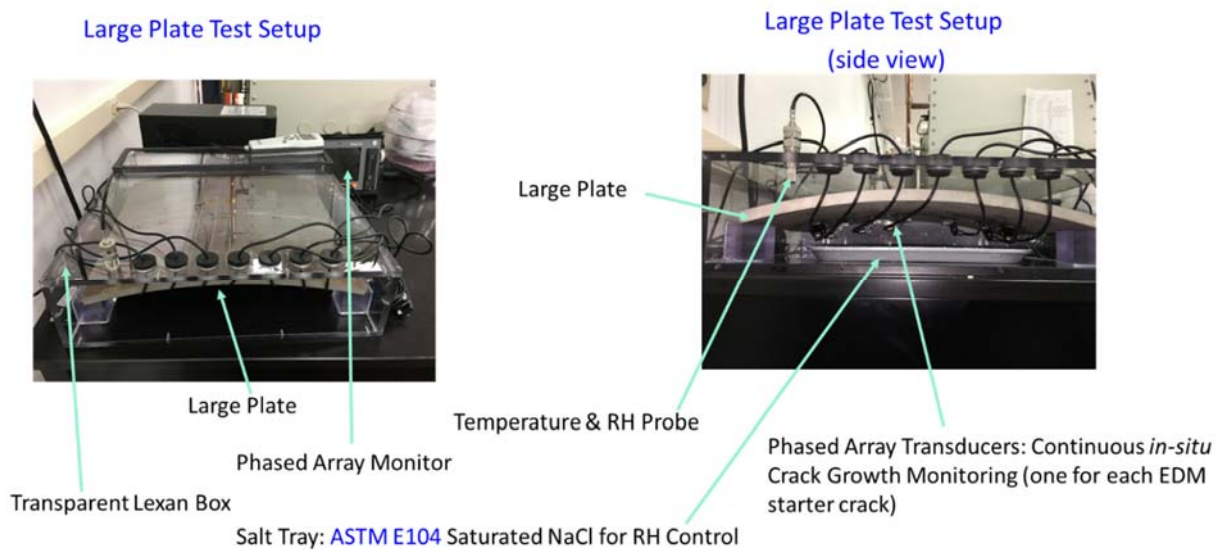 Large Plate Test Setup
Large Plate
Phased Array Monitor
Transparent Lexan Box
Large Plate Test Setup
(side view)
Large Plate
Temperature & RH Probe
Phased Array Transducers: Continuous in-situ
Crack Growth Monitoring (one for each EDM
starter crack)
Salt Tray: ASTM E104 Saturated NaCl for RH Control